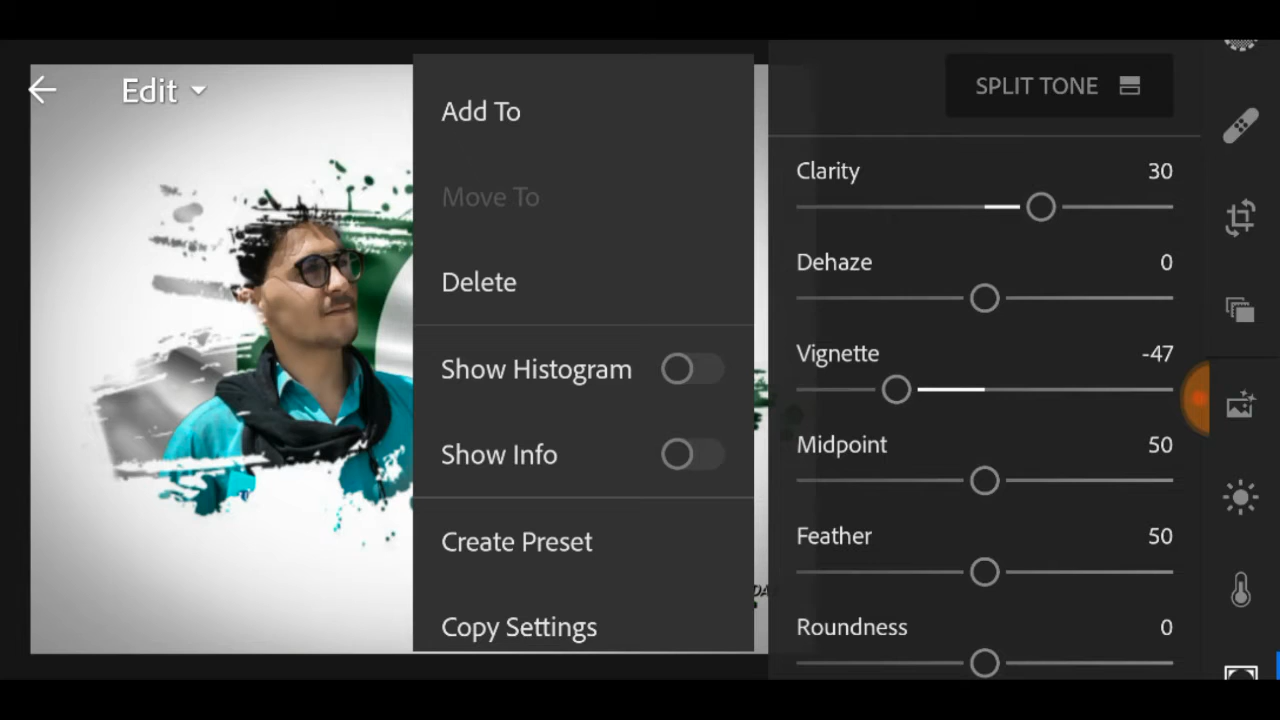 Edit
Add To
Move To
Delete
Show Histogram
Show Info
Create Preset
Copy Settings
SPLIT TONE
Clarity 30
Dehaze 0
Vignette -47
Midpoint 50
Feather 50
Roundness 0